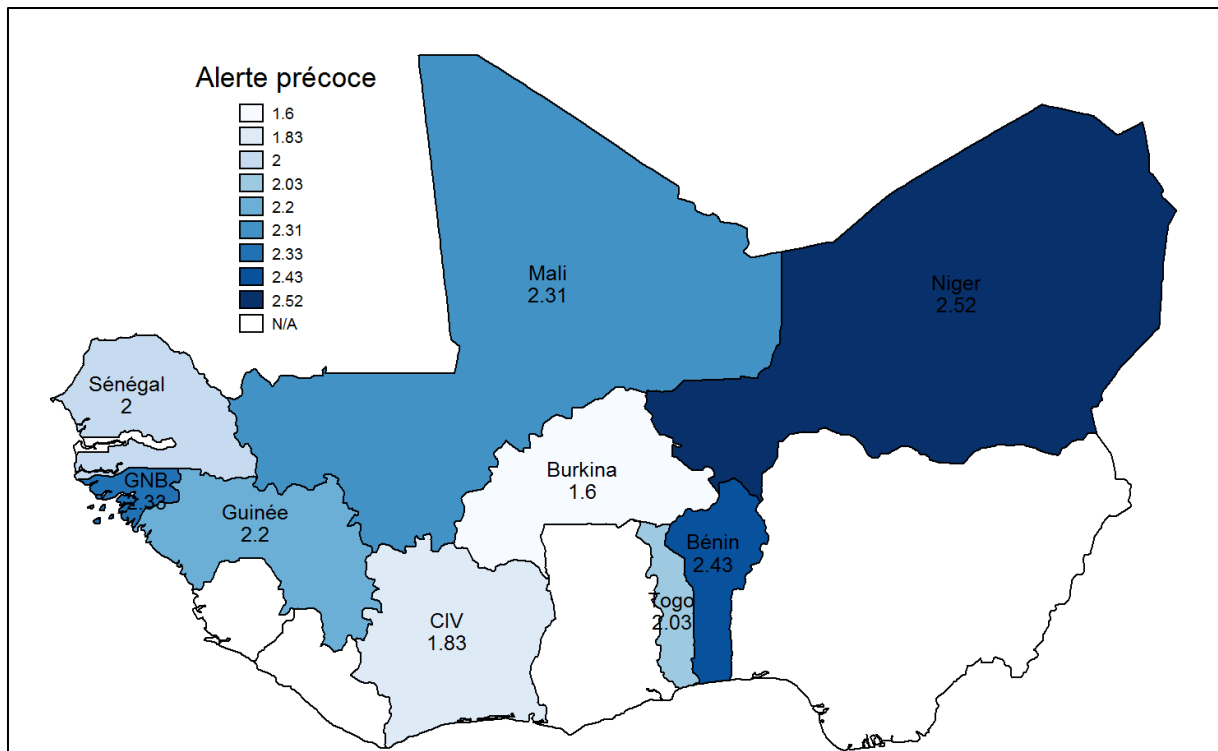 Alerte précoce
1.6
1.83
2
2.03
2.2
2.31
2.33
2.43
2.52
N/A
Mali
2.31
Niger
2.52
Sénégal
2
Burkina
1.6
GNB
2.33
Guinée
2.2
Bénin
2.43
Togo
2.03
CIV
1.83